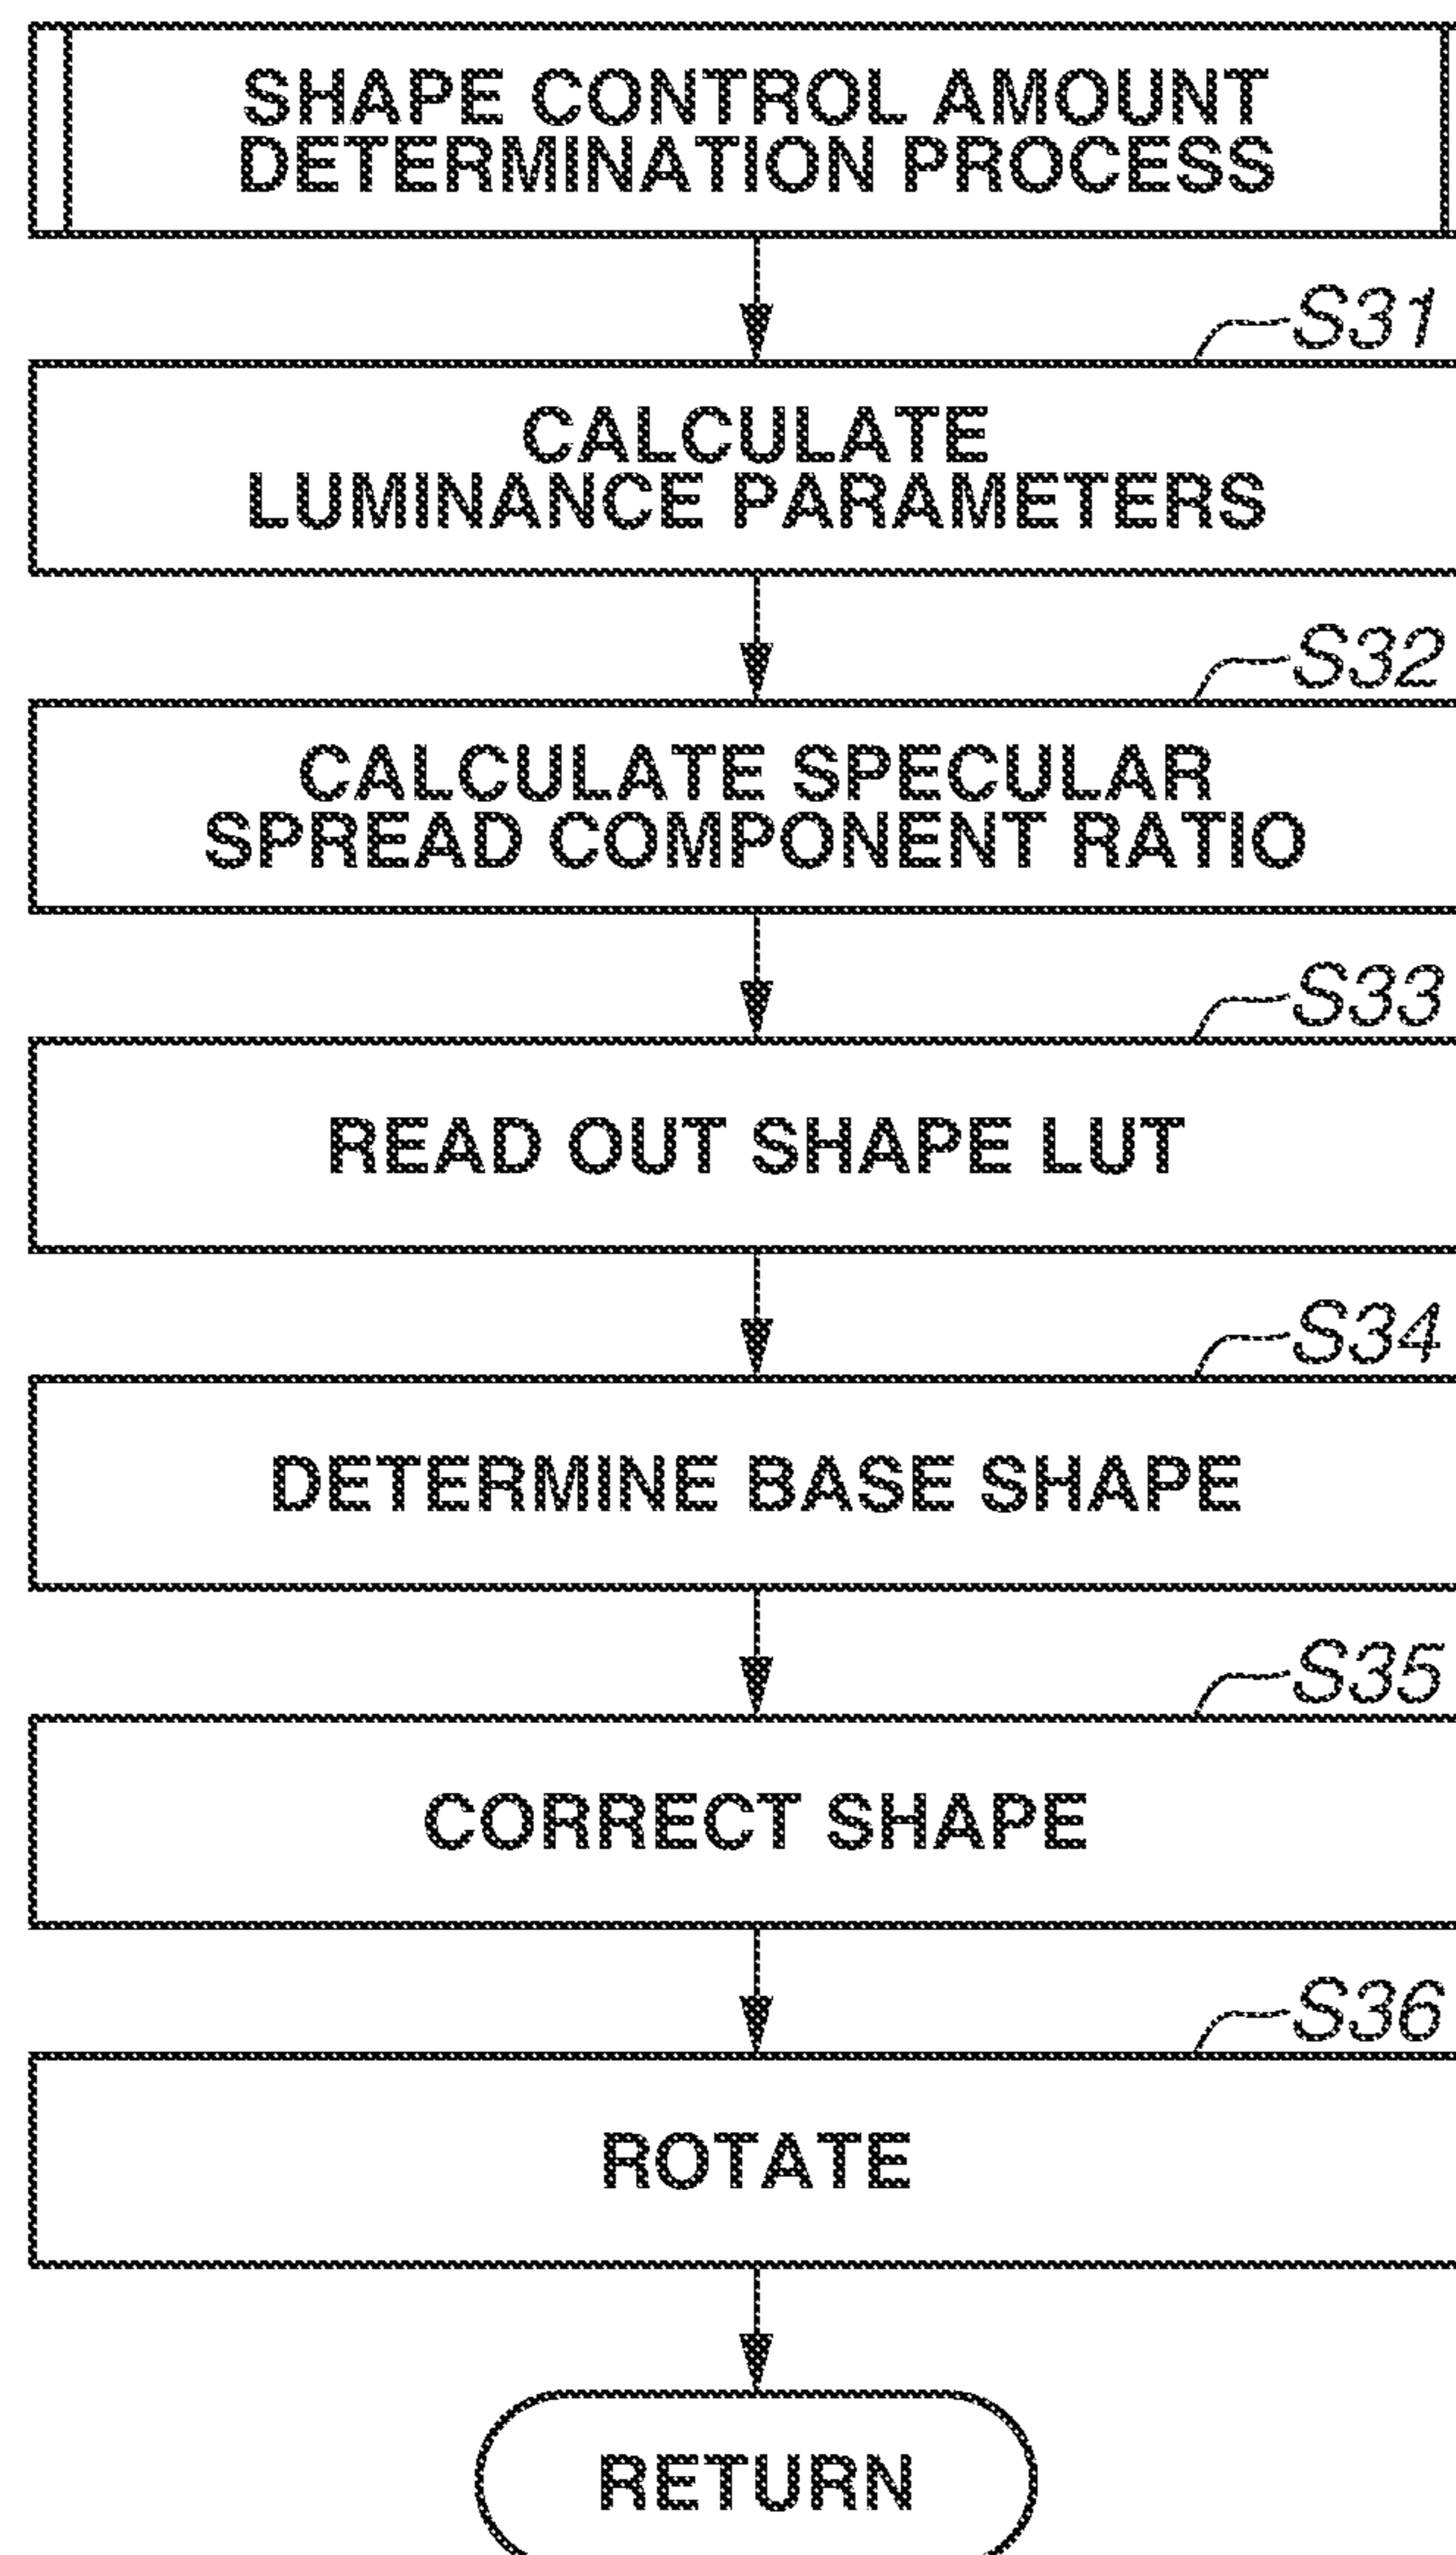 SHAPE CONTROL AMOUNT
DETERMINATION PROCESS
S31
CALCULATE
LUMINANCE PARAMETERS
S32
CALCULATE SPECULAR
SPREAD COMPONENT RATIO
S33
READ OUT SHAPE LUT
S34
DETERMINE BASE SHAPE
S35
CORRECT SHAPE
S36
ROTATE
RETURN